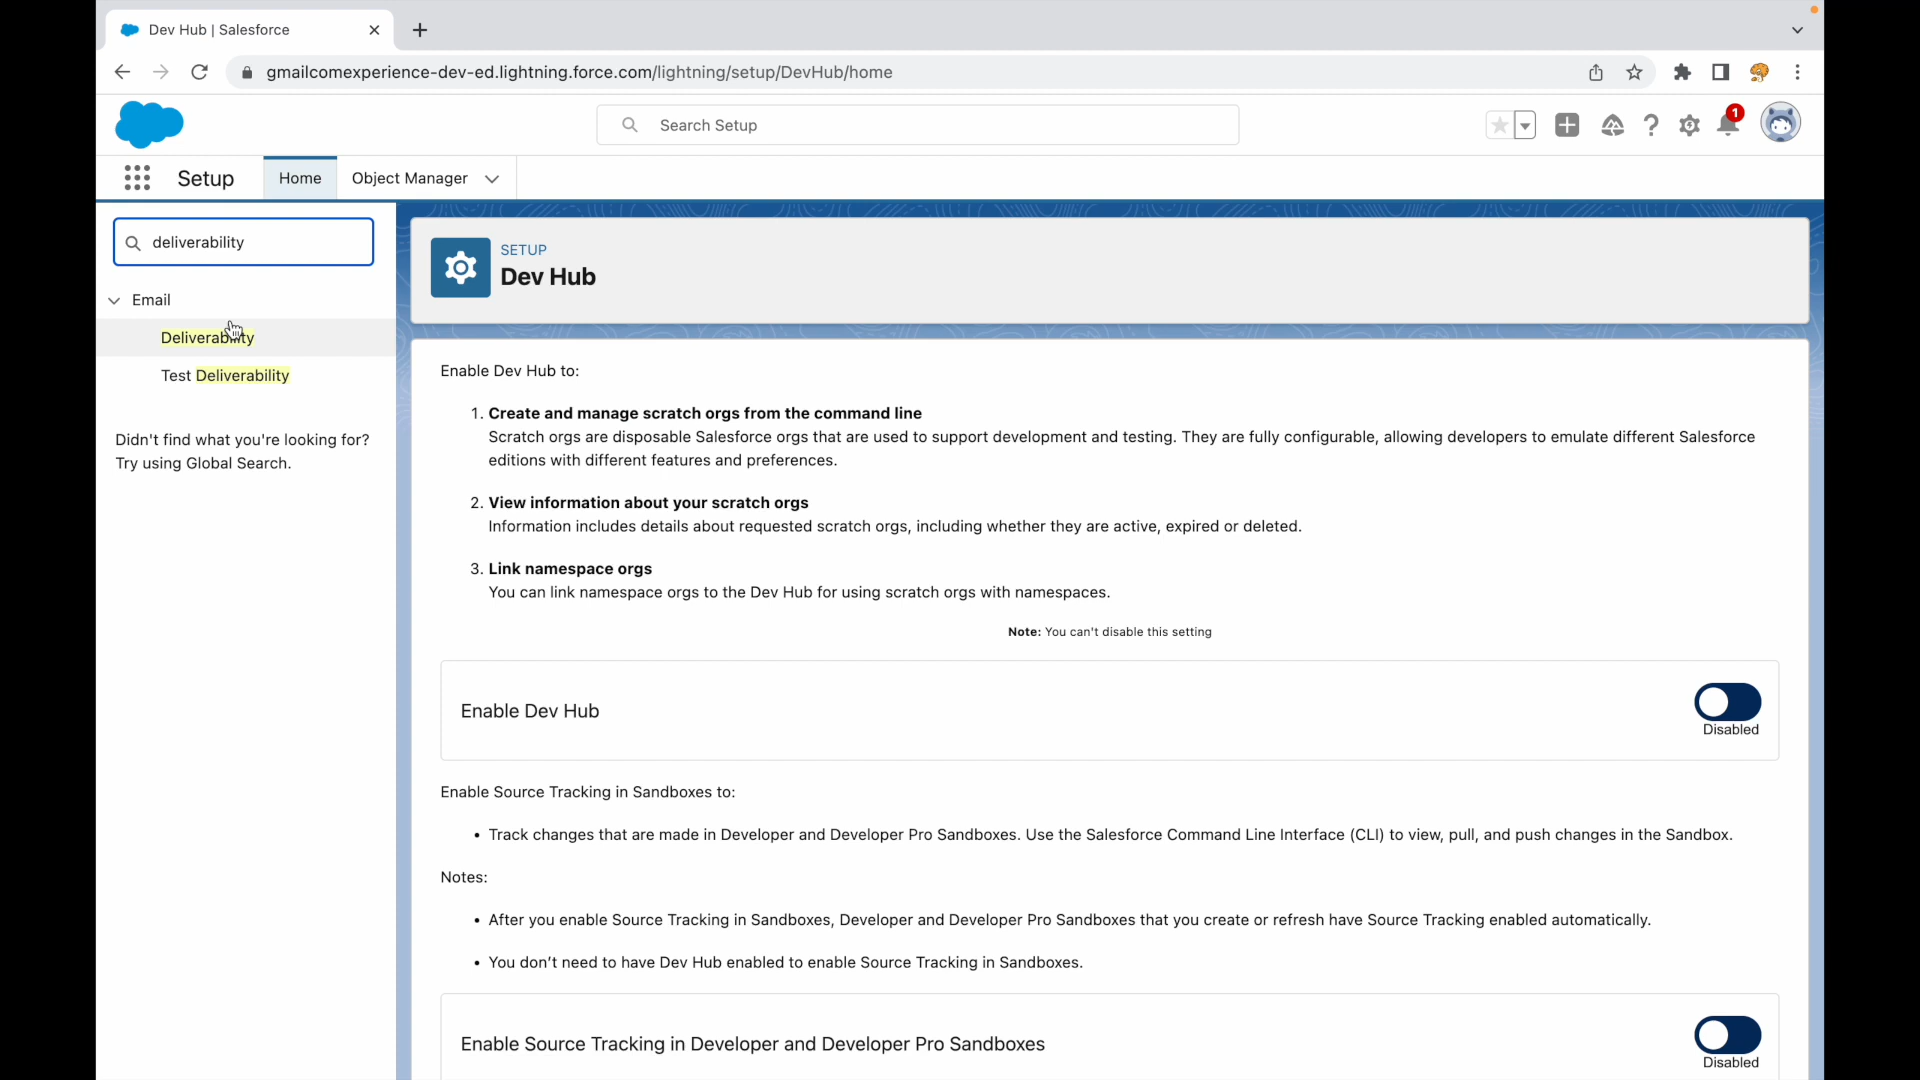 Dev Hub | Salesforce
gmailcomexperience-dev-ed.lightning.force.com/lightning/setup/DevHub/home
Search Setup
1
Setup
Home
Object Manager
deliverability
Email
Deliverability
Test Deliverability
Didn't find what you're looking for?
Try using Global Search.
SETUP
Dev Hub
Enable Dev Hub to:
1. Create and manage scratch orgs from the command line
Scratch orgs are disposable Salesforce orgs that are used to support development and testing. They are fully configurable, allowing developers to emulate different Salesforce
editions with different features and preferences.
2. View information about your scratch orgs
Information includes details about requested scratch orgs, including whether they are active, expired or deleted.
3. Link namespace orgs
You can link namespace orgs to the Dev Hub for using scratch orgs with namespaces.
Note: You can't disable this setting
Enable Dev Hub
Disabled
Enable Source Tracking in Sandboxes to:
• Track changes that are made in Developer and Developer Pro Sandboxes. Use the Salesforce Command Line Interface (CLI) to view, pull, and push changes in the Sandbox.
Notes:
• After you enable Source Tracking in Sandboxes, Developer and Developer Pro Sandboxes that you create or refresh have Source Tracking enabled automatically.
• You don't need to have Dev Hub enabled to enable Source Tracking in Sandboxes.
Enable Source Tracking in Developer and Developer Pro Sandboxes
Disabled